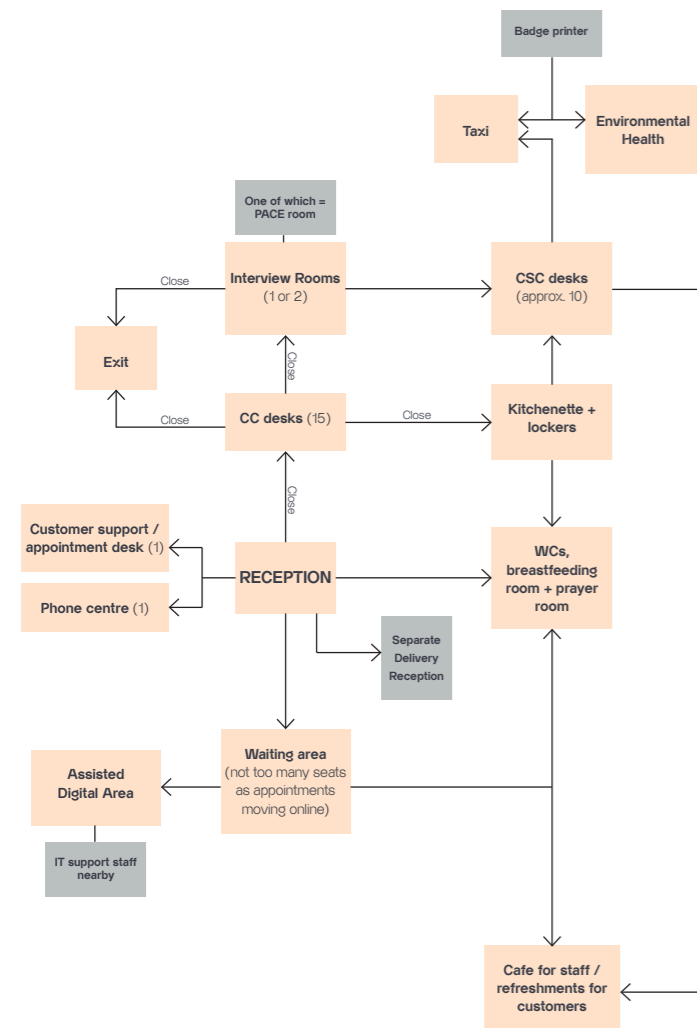 Badge printer
Taxi
Environmental
Health
One of which =
PACE room
Interview Rooms
(1 or 2)
CSC desks
(approx. 10)
Close
Exit
Close
CC desks (15)
Close
Close
Kitchenette +
lockers
Close
Customer support /
appointment desk (1)
Phone centre (1)
RECEPTION
WCs,
breastfeeding
room + prayer
room
Separate
Delivery
Reception
Waiting area
(not too many seats
as appointments
moving online)
Assisted
Digital Area
IT support staff
nearby
Cafe for staff /
refreshments for
customers